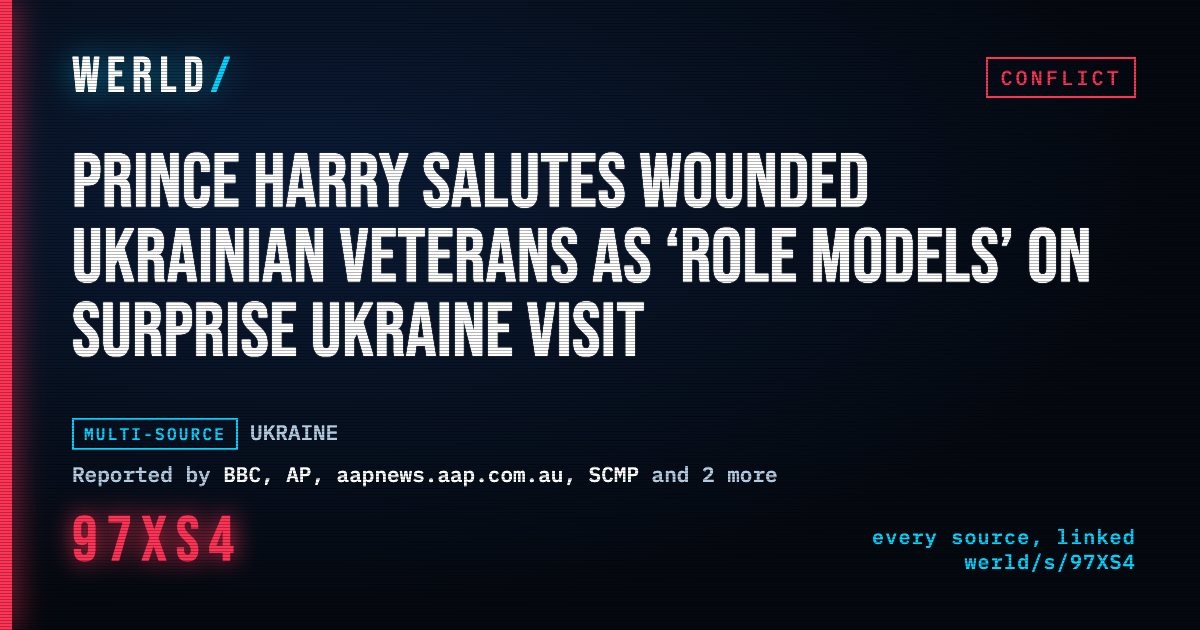 WERLD/
CONFLICT
PRINCE HARRY SALUTES WOUNDED
UKRAINIAN VETERANS AS ‘ROLE MODELS’ ON
SURPRISE UKRAINE VISIT
MULTI-SOURCE UKRAINE
Reported by BBC, AP, aapnews.aap.com.au, SCMP and 2 more
97XS4
every source, linked
werld/s/97XS4